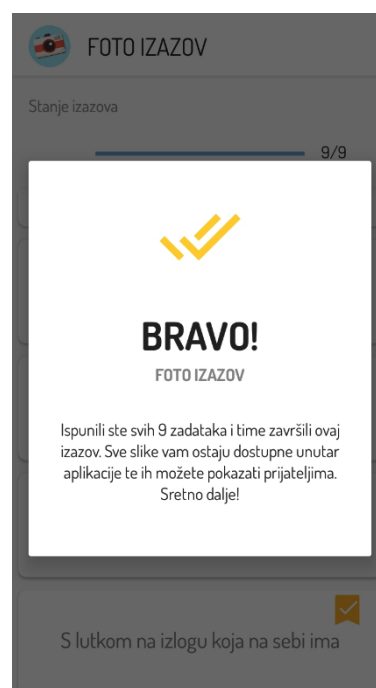 FOTO IZAZOV
Stanje izazova
9/9
BRAVO!
FOTO IZAZOV
Ispunili ste svih 9 zadataka i time završili ovaj
izazov. Sve slike vam ostaju dostupne unutar
aplikacije te ih možete pokazati prijateljima.
Sretno dalje!
S lutkom na izlogu koja na sebi ima